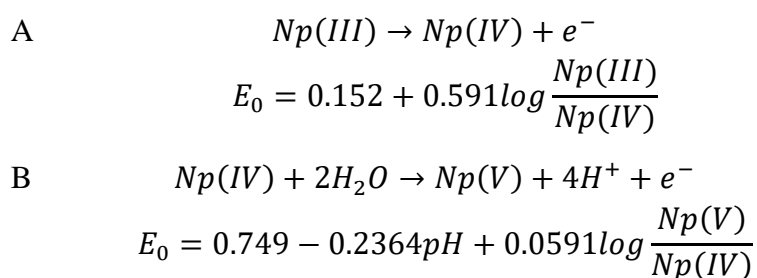 A Np(III) → Np(IV) + e⁻
E₀ = 0.152 + 0.591log Np(III)/Np(IV)
B Np(IV) + 2H₂O → Np(V) + 4H⁺ + e⁻
E₀ = 0.749 − 0.2364pH + 0.0591log Np(V)/Np(IV)